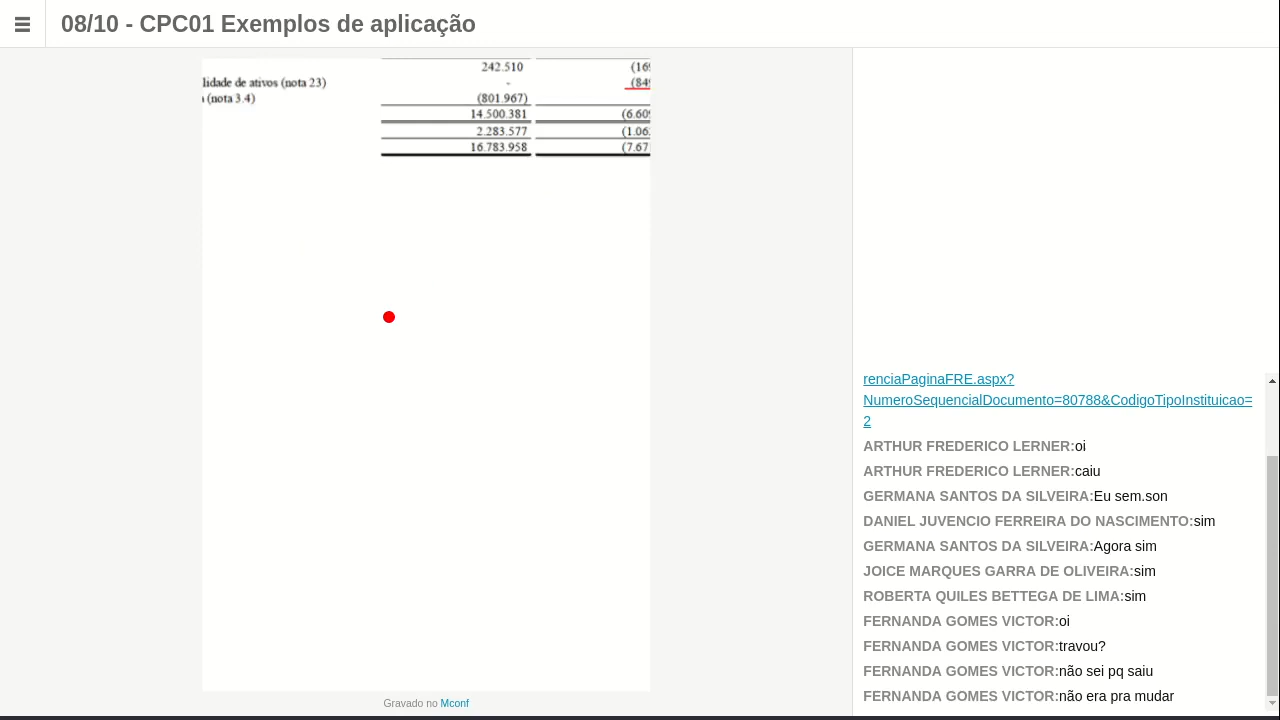 08/10 - CPC01 Exemplos de aplicação
242.510
lidade de ativos (nota 23) -
(nota 3.4) (801.967)
14.500.381
2.283.577
16.783.958
renciaPaginaFRE.aspx?
NumeroSequencialDocumento=80788&CodigoTipoInstituicao=
2
ARTHUR FREDERICO LERNER:oi
ARTHUR FREDERICO LERNER:caiu
GERMANA SANTOS DA SILVEIRA:Eu sem.son
DANIEL JUVENCIO FERREIRA DO NASCIMENTO:sim
GERMANA SANTOS DA SILVEIRA:Agora sim
JOICE MARQUES GARRA DE OLIVEIRA:sim
ROBERTA QUILES BETTEGA DE LIMA:sim
FERNANDA GOMES VICTOR:oi
FERNANDA GOMES VICTOR:travou?
FERNANDA GOMES VICTOR:não sei pq saiu
FERNANDA GOMES VICTOR:não era pra mudar
Gravado no Mconf